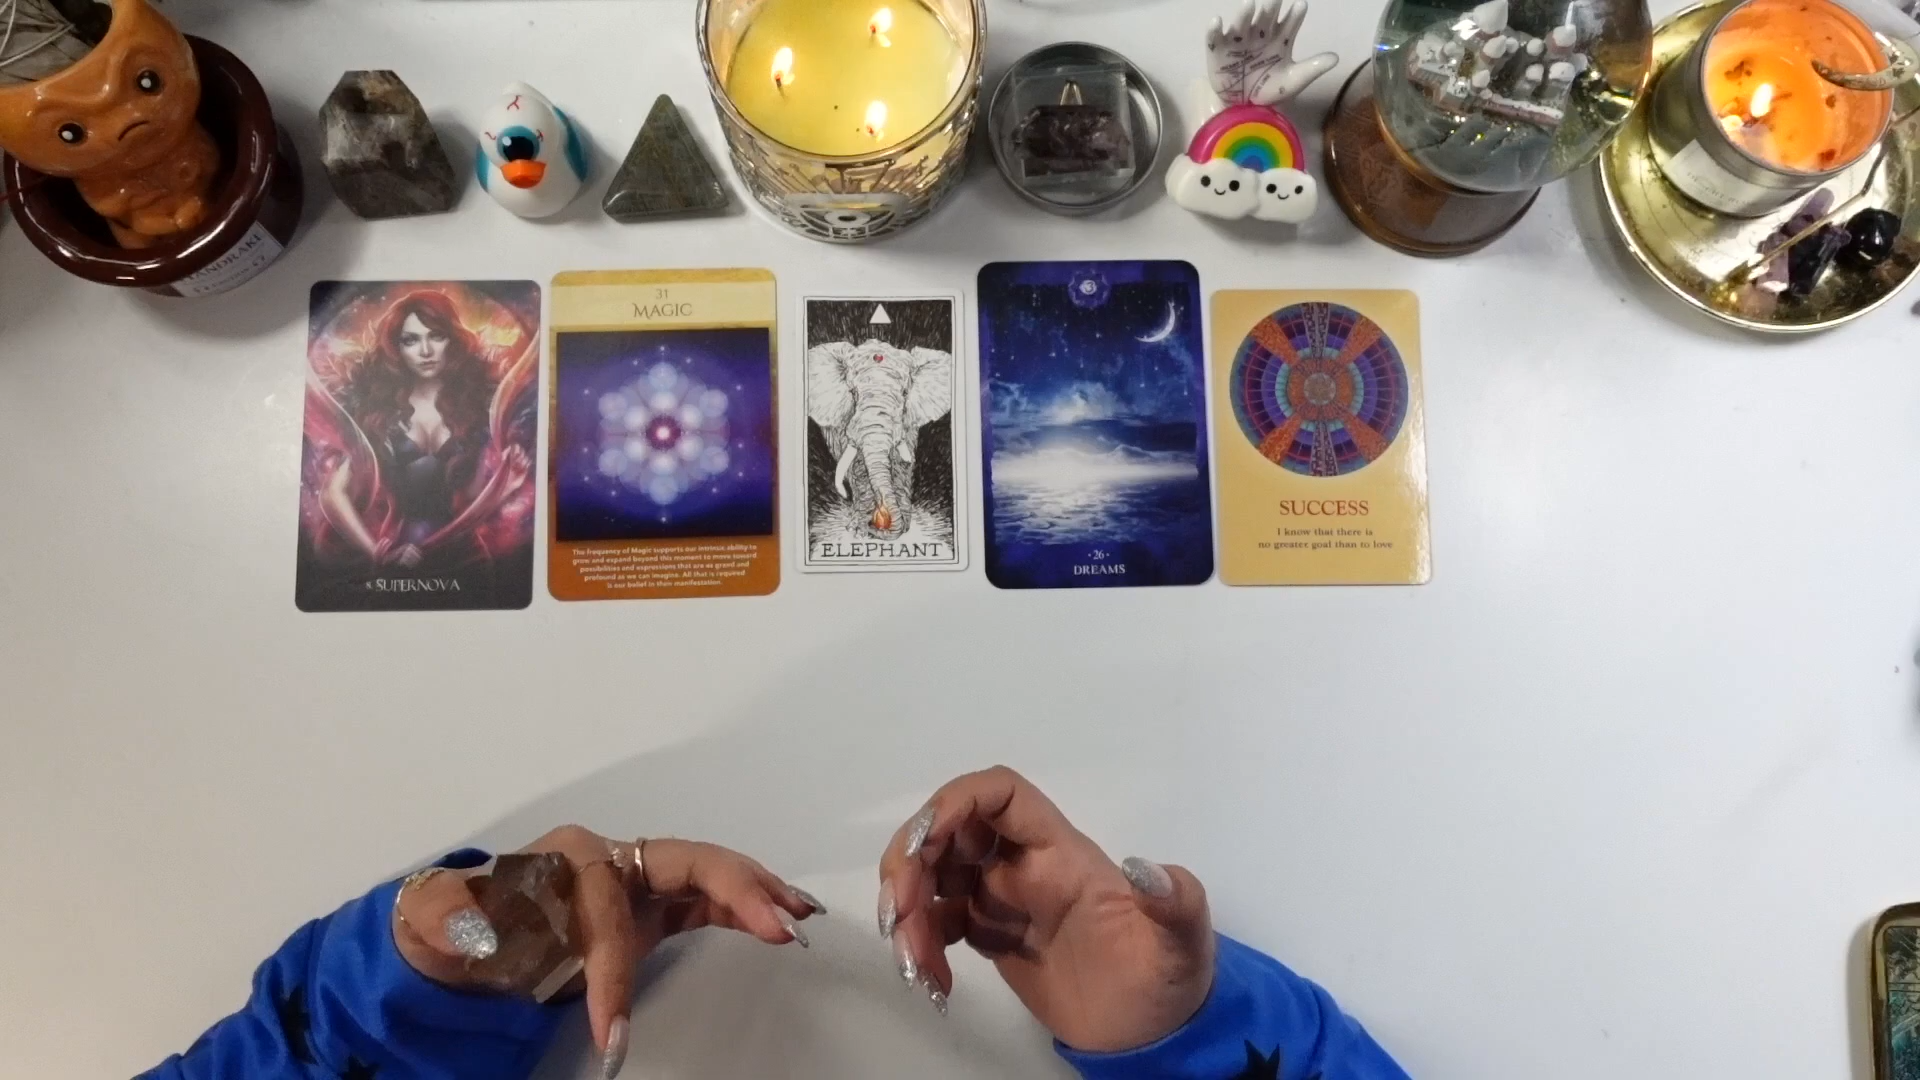 MANDRAKE
8. SUPERNOVA
31
MAGIC
The frequency of Magic supports our intrinsic ability to
grow and expand beyond this moment to move toward
possibilities and expressions that are as grand and
profound as we can imagine. All that is required
is our belief in their manifestation.
ELEPHANT
3
·26·
DREAMS
SUCCESS
I know that there is
no greater goal than to love